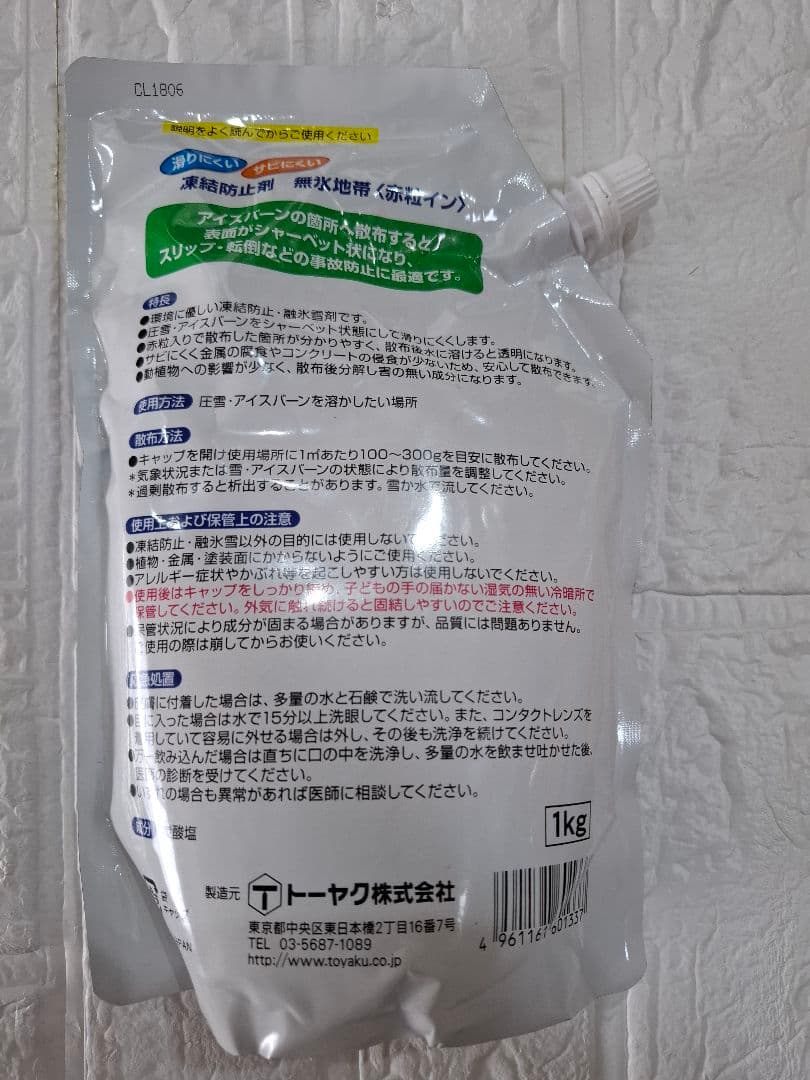 CL1806
説明をよく読んでからご使用ください
滑りにくい サビにくい
凍結防止剤 無氷地帯〈赤粒イン〉
アイスバーンの箇所へ散布すると
表面がシャーベット状になり、
スリップ・転倒などの事故防止に最適です。
特長
●環境に優しい凍結防止・融氷雪剤です。
●圧雪・アイスバーンをシャーベット状態にして滑りにくくします。
●赤粒入りで散布した箇所が分かりやすく、散布後水に溶けると透明になります。
●サビにくく金属の腐食やコンクリートの侵食が少ないため、安心して散布できます。
●動植物への影響が少なく、散布後分解し害の無い成分になります。
使用方法 圧雪・アイスバーンを溶かしたい場所
散布方法
●キャップを開け使用場所に1㎡あたり100〜300gを目安に散布してください。
＊気象状況または雪・アイスバーンの状態により散布量を調整してください。
＊過剰散布すると析出することがあります。雪か水で流してください。
使用上および保管上の注意
●凍結防止・融氷雪以外の目的には使用しないでください。
●植物・金属・塗装面にかからないようにご使用ください。
●アレルギー症状やかぶれ等を起こしやすい方は使用しないでください。
●使用後はキャップをしっかり締め、子どもの手の届かない湿気の無い冷暗所で
保管してください。外気に触れ続けると固結しやすいのでご注意ください。
●保管状況により成分が固まる場合がありますが、品質には問題ありません。
ご使用の際は崩してからお使いください。
応急処置
●皮膚に付着した場合は、多量の水と石鹸で洗い流してください。
●目に入った場合は水で15分以上洗眼してください。また、コンタクトレンズを
着用していて容易に外せる場合は外し、その後も洗浄を続けてください。
●万一飲み込んだ場合は直ちに口の中を洗浄し、多量の水を飲ませ吐かせた後、
医師の診断を受けてください。
●いずれの場合も異常があれば医師に相談してください。
成分 酸塩
1kg
袋
キャップ
製造元 トーヤク株式会社
東京都中央区東日本橋2丁目16番7号
TEL 03-5687-1089
http://www.toyaku.co.jp
4 961161 601337